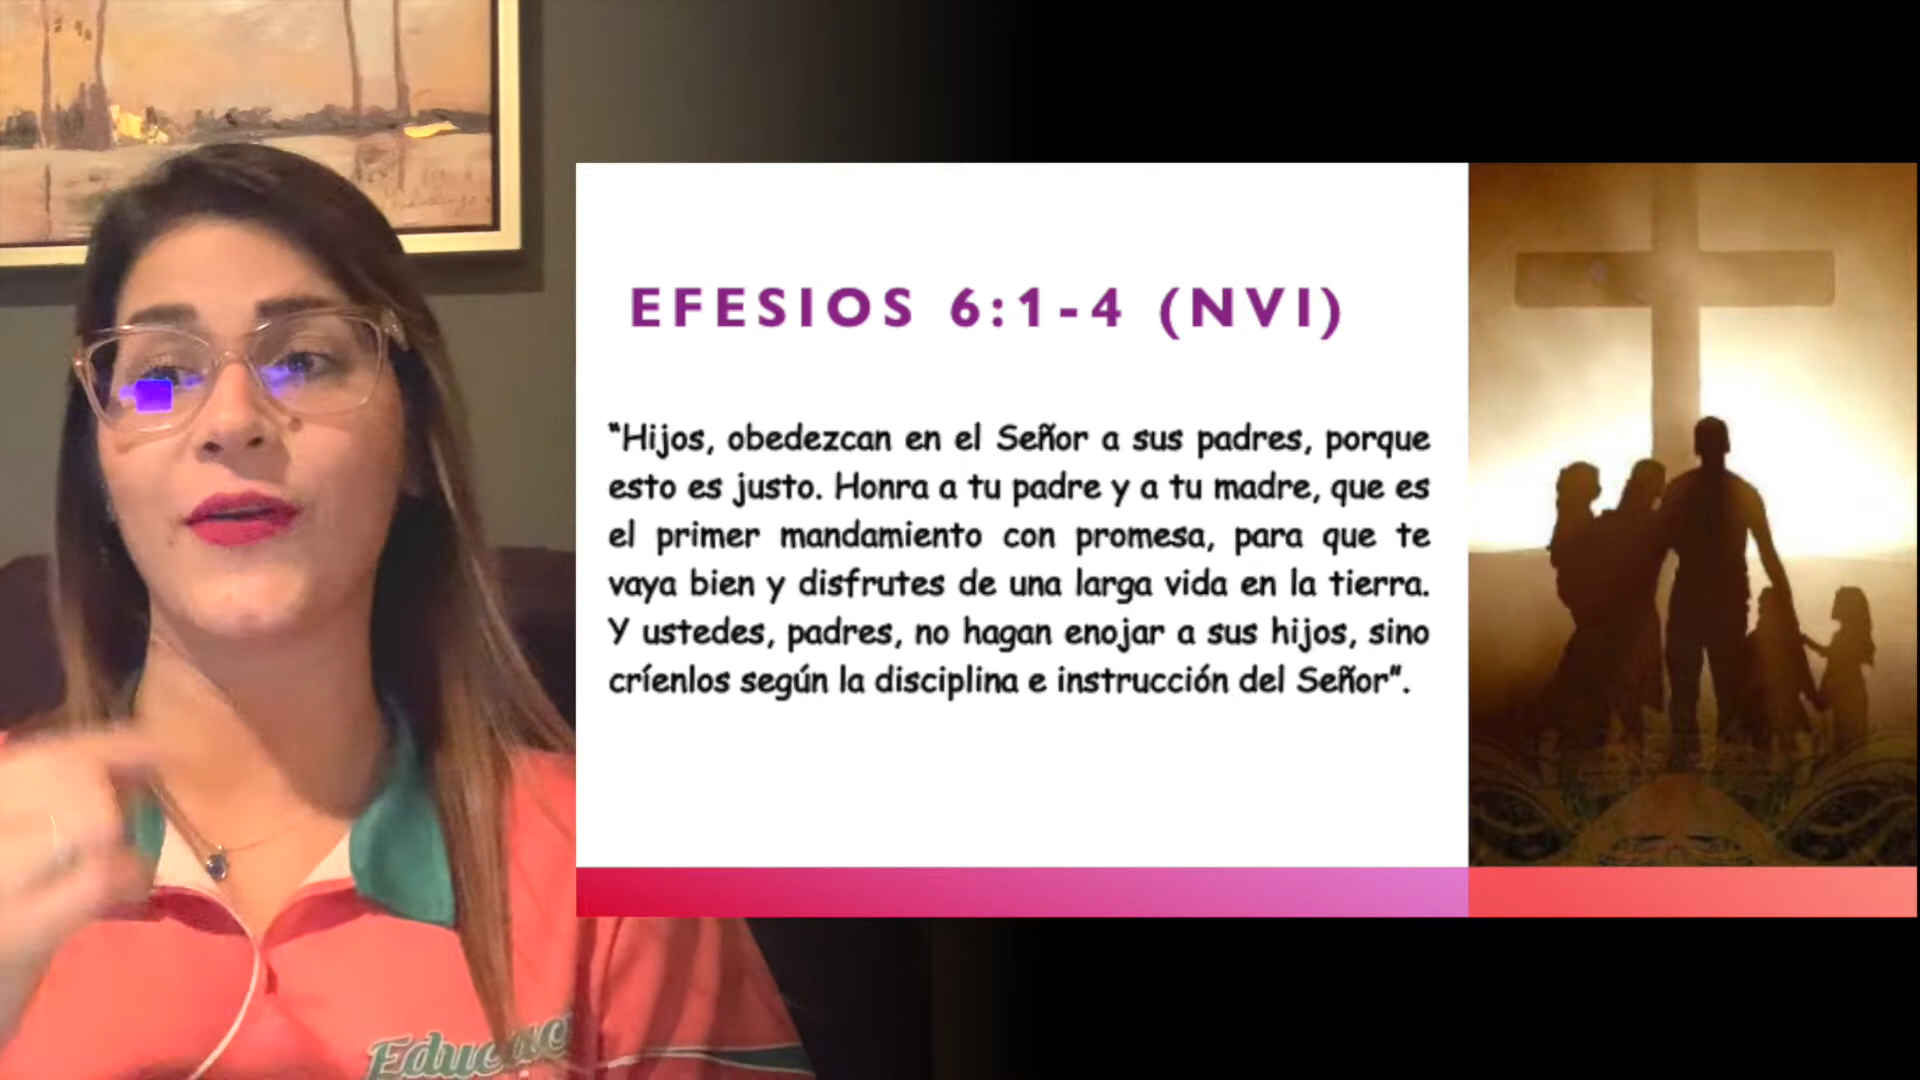 EFESIOS 6:1-4 (NVI)
“Hijos, obedezcan en el Señor a sus padres, porque
esto es justo. Honra a tu padre y a tu madre, que es
el primer mandamiento con promesa, para que te
vaya bien y disfrutes de una larga vida en la tierra.
Y ustedes, padres, no hagan enojar a sus hijos, sino
críenlos según la disciplina e instrucción del Señor”.